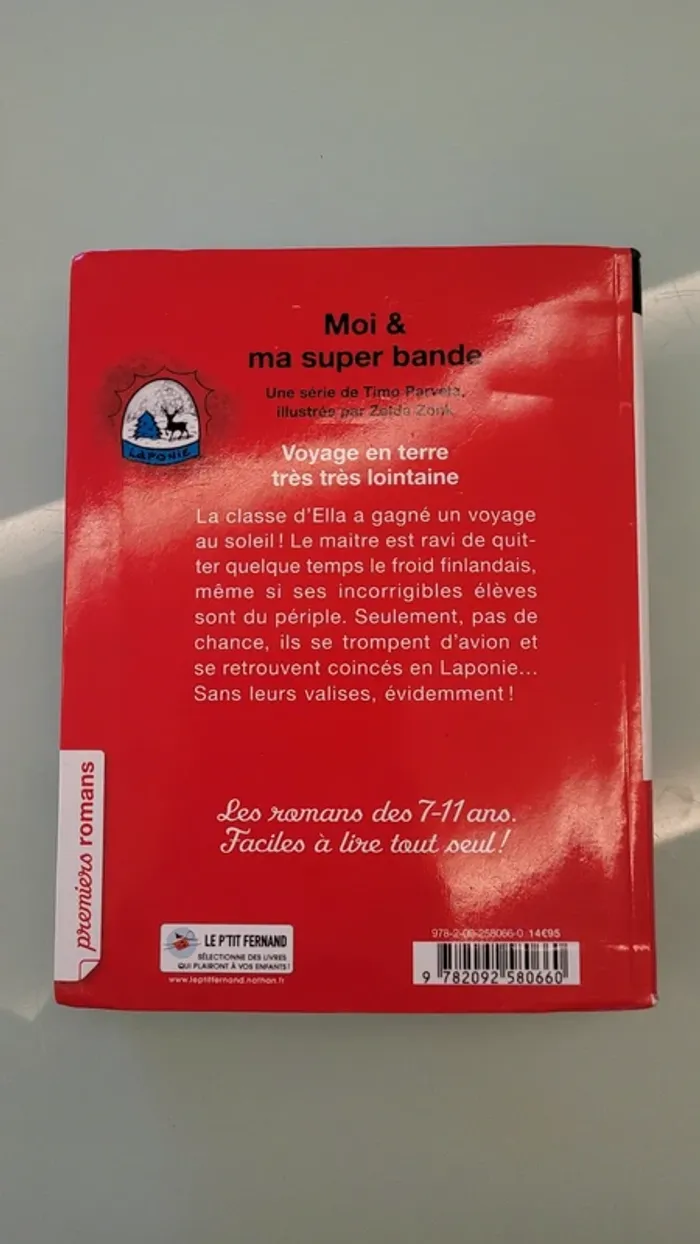 Moi &
ma super bande
Une série de Timo Parvela,
illustrée par Zelda Zonk
LAPONIE
Voyage en terre
très très lointaine
La classe d'Ella a gagné un voyage
au soleil ! Le maitre est ravi de quit-
ter quelque temps le froid finlandais,
même si ses incorrigibles élèves
sont du périple. Seulement, pas de
chance, ils se trompent d'avion et
se retrouvent coincés en Laponie...
Sans leurs valises, évidemment !
premiers romans
Les romans des 7-11 ans.
Faciles à lire tout seul !
LE P'TIT FERNAND
SÉLECTIONNE DES LIVRES
QUI PLAIRONT À VOS ENFANTS !
www.leptitfernand.nathan.fr
978-2-09-258066-0 14€95
9 782092 580660